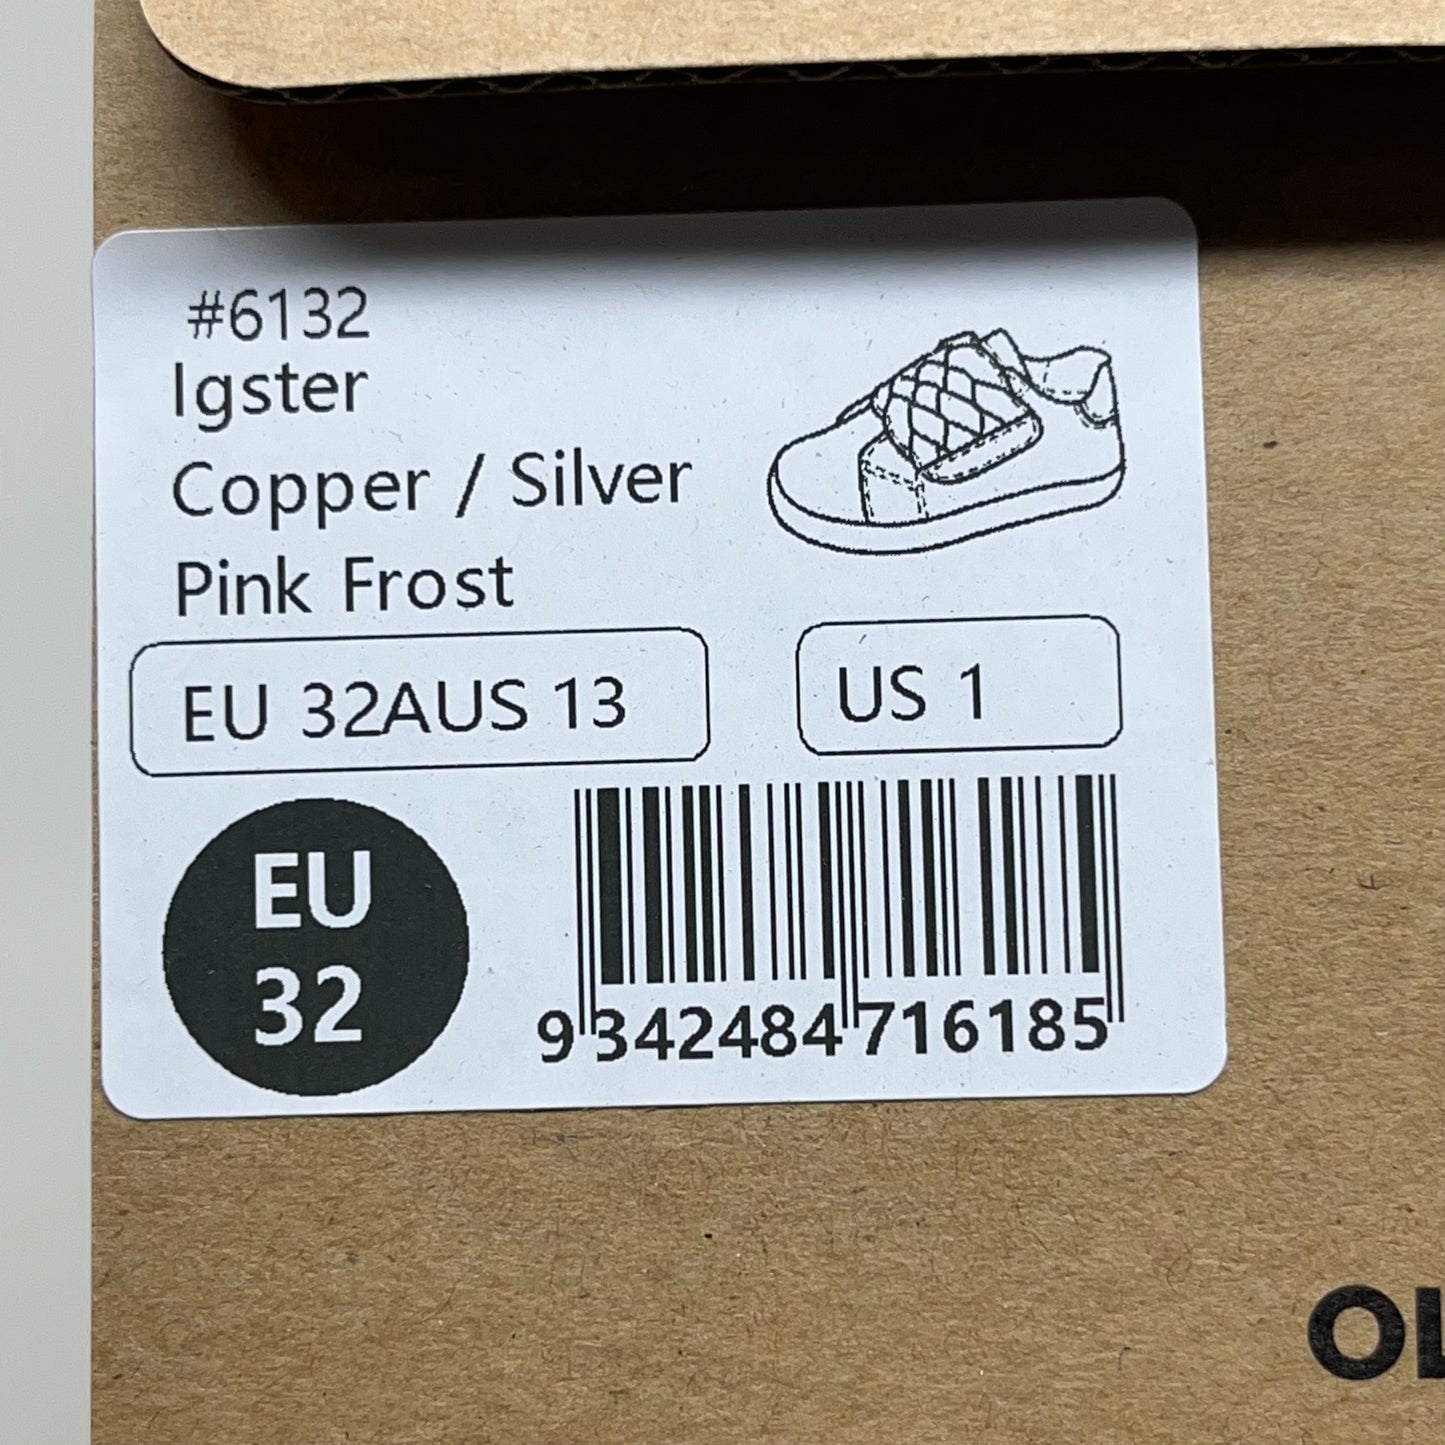 #6132
Igster
Copper / Silver
Pink Frost
EU 32AUS 13
US 1
EU
32
9342484716185